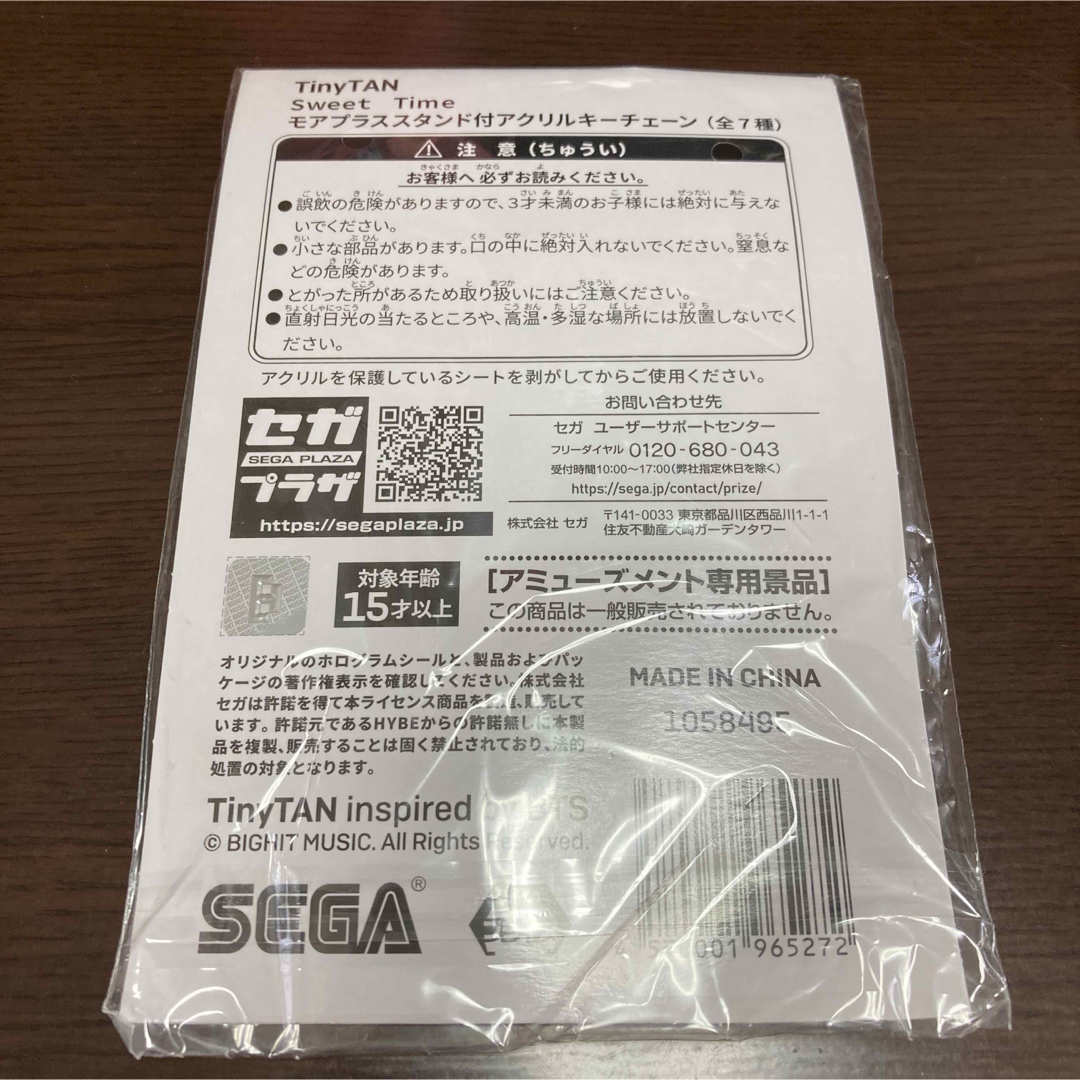 TinyTAN
Sweet Time
モアプラススタンド付アクリルキーチェーン（全7種）
⚠ 注 意（ちゅうい）
お客様へ 必ずお読みください。
●誤飲の危険がありますので、3才未満のお子様には絶対に与えな
いでください。
●小さな部品があります。口の中に絶対入れないでください。窒息な
どの危険があります。
●とがった所があるため取り扱いにはご注意ください。
●直射日光の当たるところや、高温・多湿な場所には放置しないでく
ださい。
アクリルを保護しているシートを剥がしてからご使用ください。
セガ
SEGA PLAZA
プラザ
https://segaplaza.jp
お問い合わせ先
セガ ユーザーサポートセンター
フリーダイヤル 0120-680-043
受付時間10:00～17:00（弊社指定休日を除く）
https://sega.jp/contact/prize/
株式会社 セガ 〒141-0033 東京都品川区西品川1-1-1
住友不動産大崎ガーデンタワー
対象年齢
15才以上
［アミューズメント専用景品］
この商品は一般販売されておりません。
オリジナルのホログラムシールと、製品およびパッ
ケージの著作権表示を確認してください。株式会社
セガは許諾を得て本ライセンス商品を製造、販売して
います。許諾元であるHYBEからの許諾無しに本製
品を複製、販売することは固く禁止されており、法的
処置の対象となります。
MADE IN CHINA
1058495
TinyTAN inspired by BTS
© BIGHIT MUSIC. All Rights Reserved.
SEGA®
001 965272